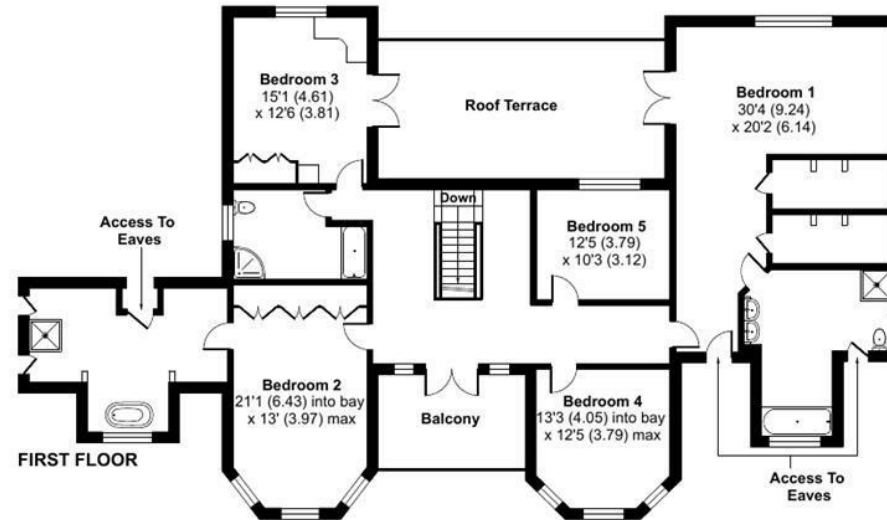 Bedroom 3
15'1 (4.61)
x 12'6 (3.81)
Roof Terrace
Bedroom 1
30'4 (9.24)
x 20'2 (6.14)
Down
Access To
Eaves
Bedroom 5
12'5 (3.79)
x 10'3 (3.12)
Bedroom 2
21'1 (6.43) into bay
x 13' (3.97) max
Balcony
Bedroom 4
13'3 (4.05) into bay
x 12'5 (3.79) max
FIRST FLOOR
Access To
Eaves